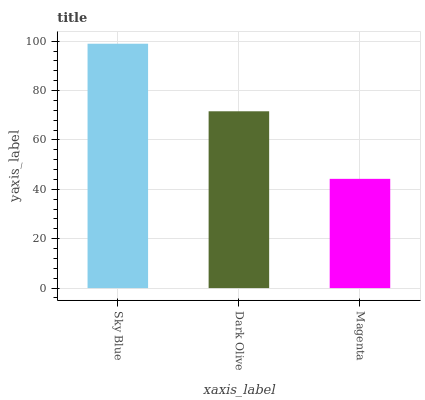 title
yaxis_label
100
80
60
40
20
0
Sky Blue
Dark Olive
Magenta
xaxis_label